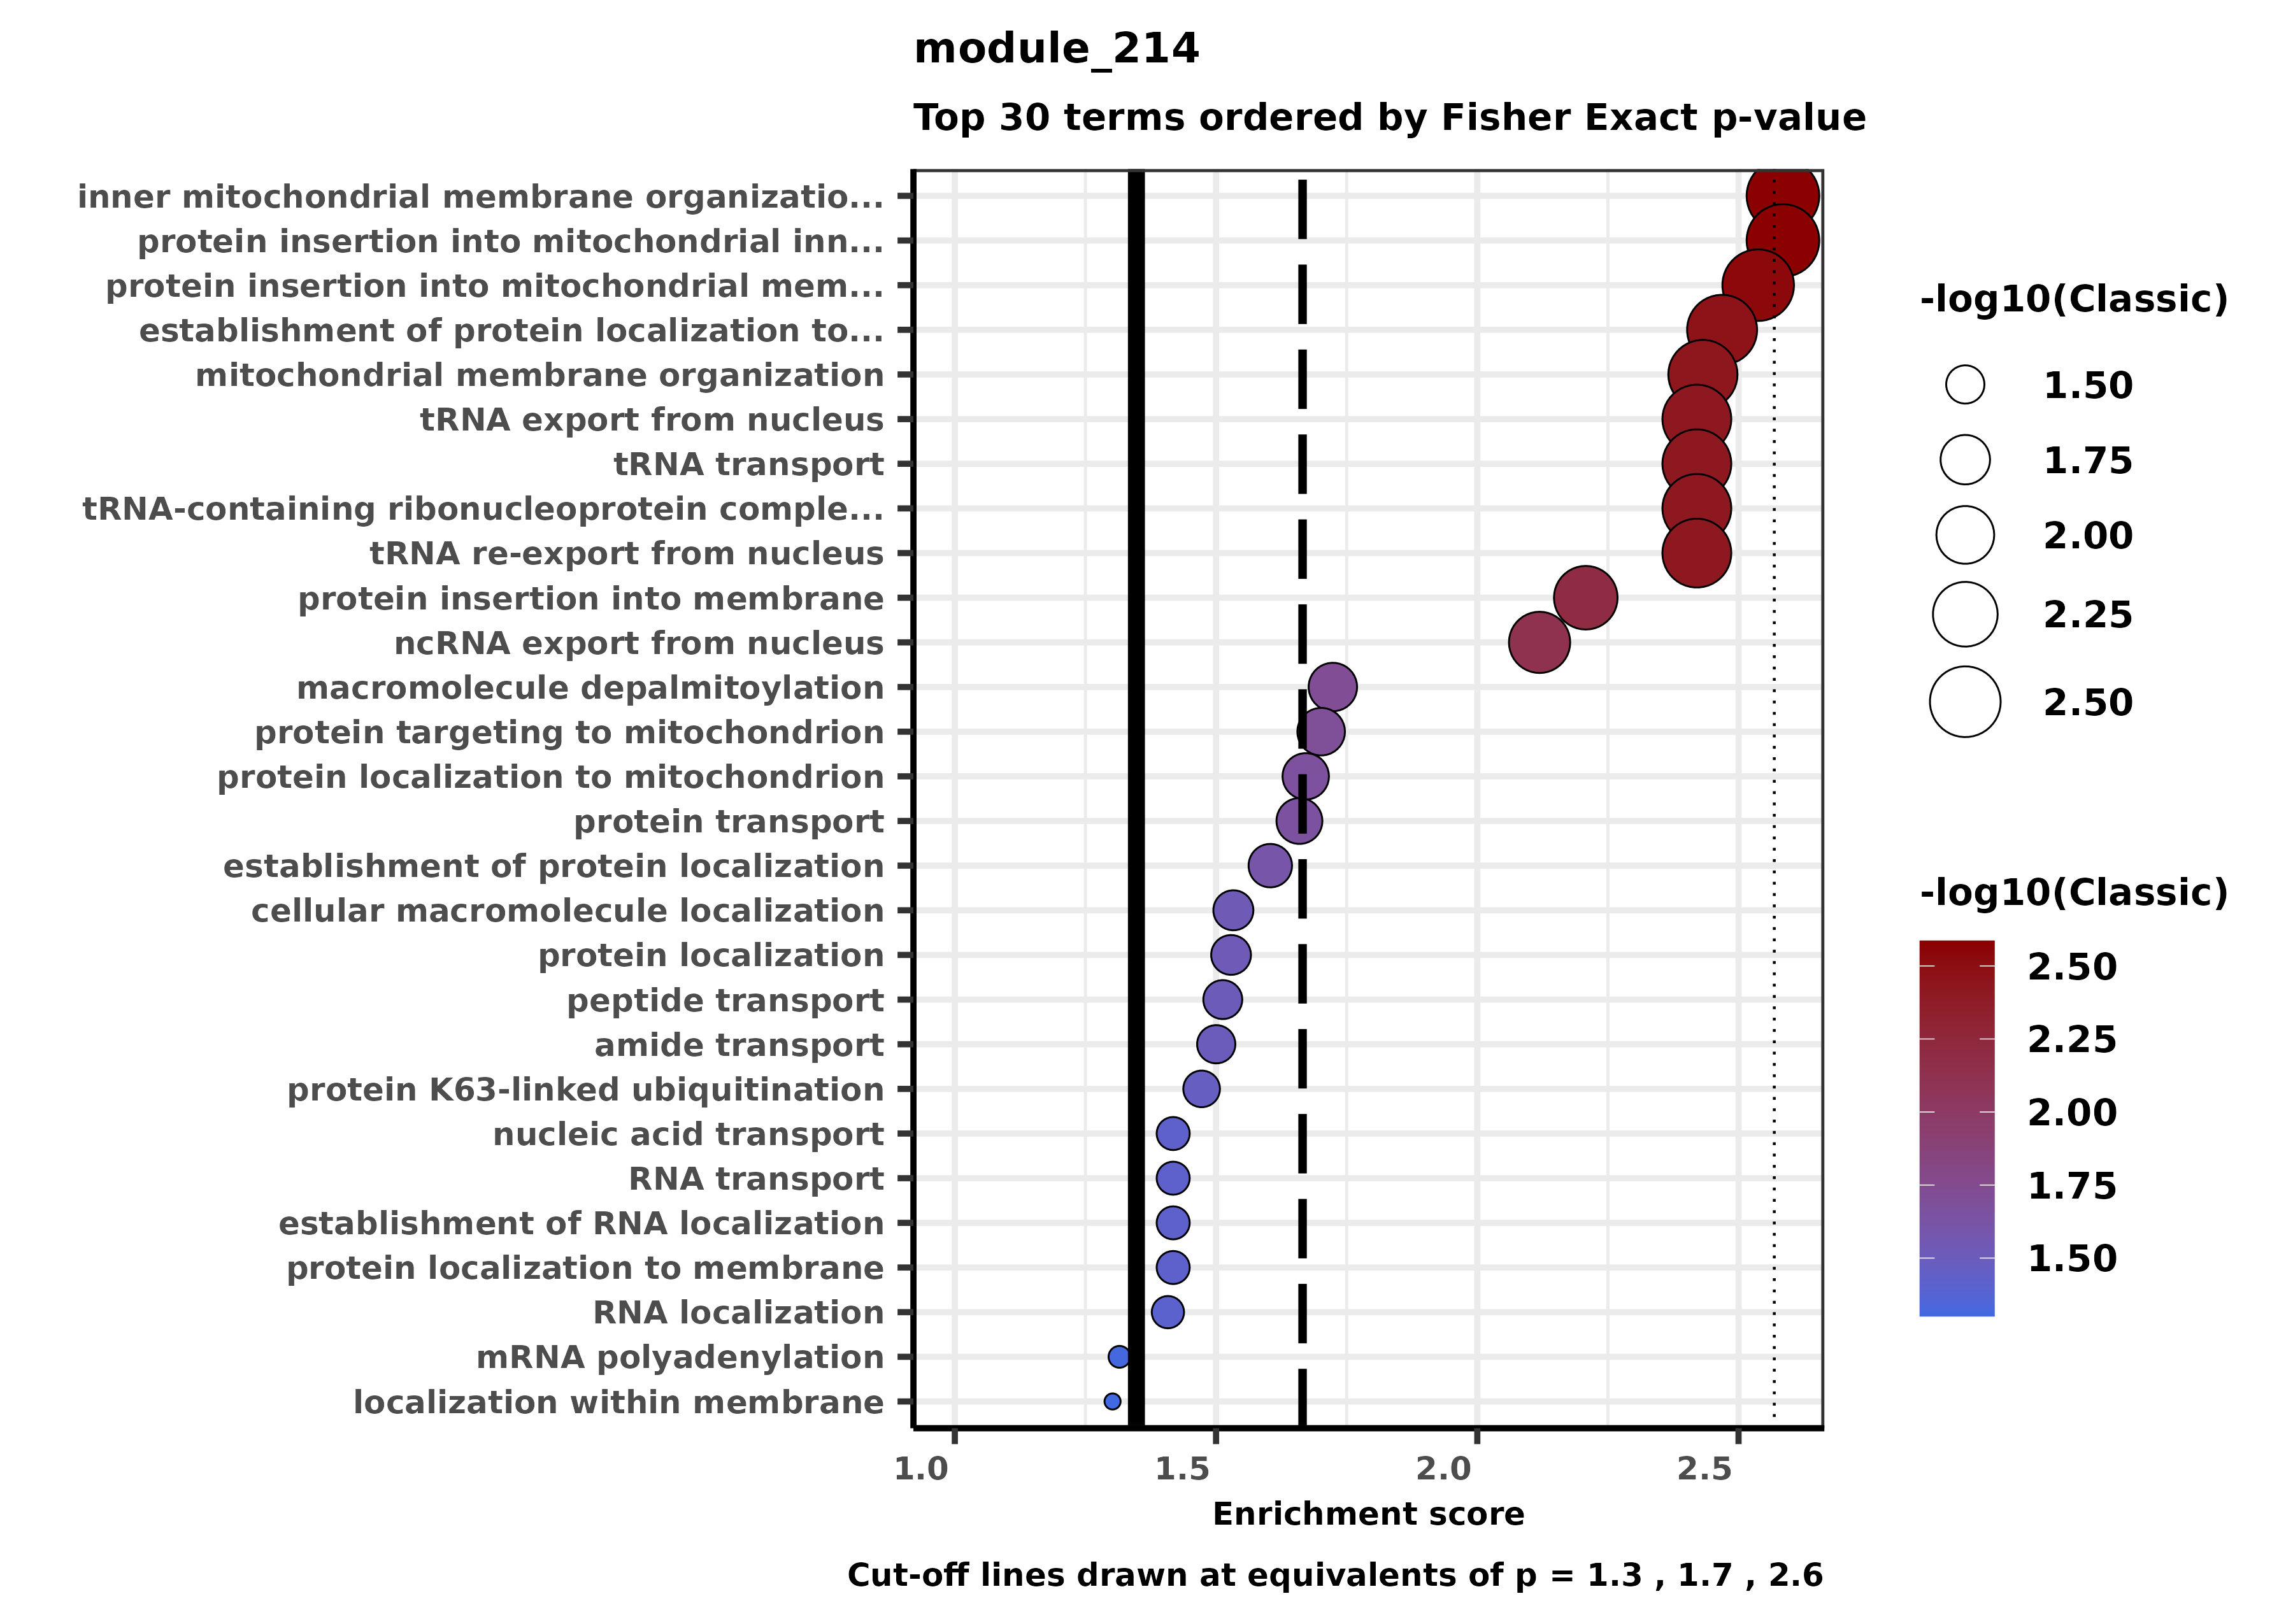 module_214
Top 30 terms ordered by Fisher Exact p-value
inner mitochondrial membrane organizatio...
protein insertion into mitochondrial inn...
protein insertion into mitochondrial mem...
establishment of protein localization to...
mitochondrial membrane organization
tRNA export from nucleus
tRNA transport
tRNA-containing ribonucleoprotein comple...
tRNA re-export from nucleus
protein insertion into membrane
ncRNA export from nucleus
macromolecule depalmitoylation
protein targeting to mitochondrion
protein localization to mitochondrion
protein transport
establishment of protein localization
cellular macromolecule localization
protein localization
peptide transport
amide transport
protein K63-linked ubiquitination
nucleic acid transport
RNA transport
establishment of RNA localization
protein localization to membrane
RNA localization
mRNA polyadenylation
localization within membrane
1.0 1.5 2.0 2.5
Enrichment score
Cut-off lines drawn at equivalents of p = 1.3 , 1.7 , 2.6
-log10(Classic)
1.50
1.75
2.00
2.25
2.50
-log10(Classic)
2.50
2.25
2.00
1.75
1.50